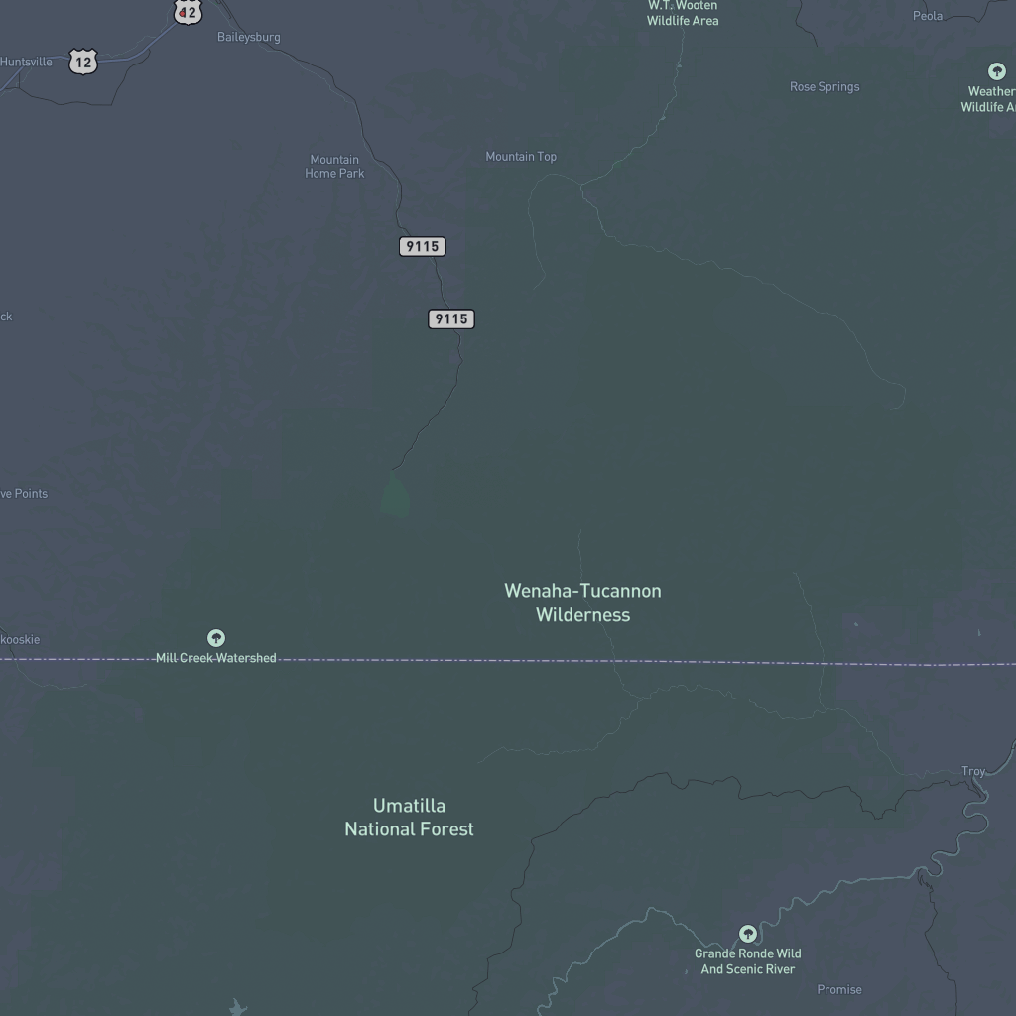 W.T. Wooten
Wildlife Area
12
Peola
Baileysburg
Huntsville
12
Rose Springs
Weather
Wildlife Ar
Mountain
Home Park
Mountain Top
9115
9115
ck
ve Points
Wenaha-Tucannon
Wilderness
kooskie
Mill Creek Watershed
Troy
Umatilla
National Forest
Grande Ronde Wild
And Scenic River
Promise